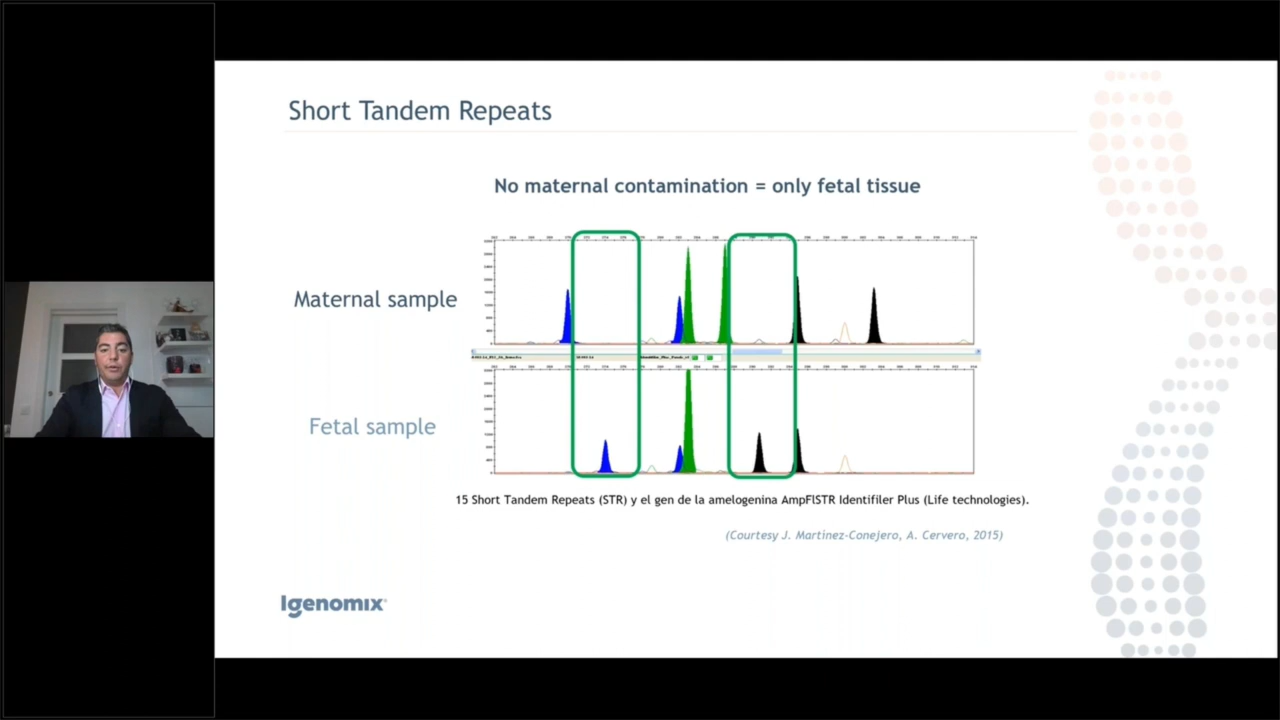 Short Tandem Repeats
No maternal contamination = only fetal tissue
Maternal sample
Fetal sample
15 Short Tandem Repeats (STR) y el gen de la amelogenina AmpFlSTR Identifiler Plus (Life technologies).
(Courtesy J. Martínez-Conejero, A. Cervero, 2015)
Igenomix